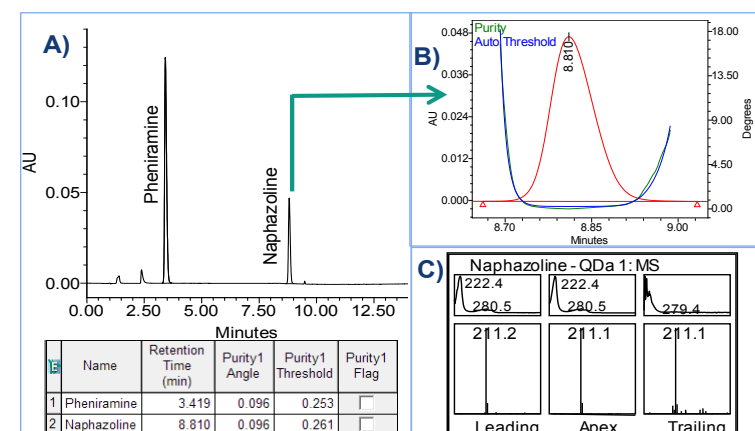 A)
AU
0.10
0.05
0.00
Pheniramine
Naphazoline
0.00 2.50 5.00 7.50 10.00 12.50
Minutes
Name Retention Time (min) Purity1 Angle Purity1 Threshold Purity1 Flag
1 Pheniramine 3.419 0.096 0.253
2 Naphazoline 8.810 0.096 0.261
B)
Purity
Auto Threshold
8.810
AU
0.048
0.036
0.024
0.012
0.000
18.00
13.50
9.00
4.50
0.00
Degrees
8.70 8.85 9.00
Minutes
C)
Naphazoline - QDa 1: MS
222.4 222.4
280.5 280.5 279.4
211.2 211.1 211.1
Leading Apex Trailing